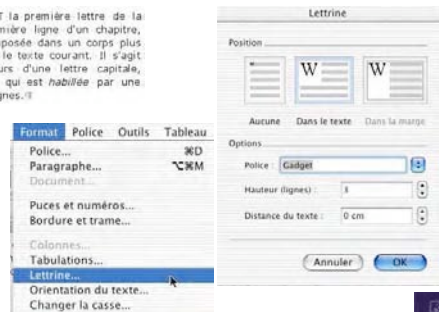 T la première lettre de la
mière ligne d'un chapitre,
posée dans un corps plus
le texte courant. Il s'agit
urs d'une lettre capitale,
qui est habillée par une
gnes.
Format Police Outils Tableau
Police... ⌘D
Paragraphe... ⌥⌘M
Document...
Puces et numéros...
Bordure et trame...
Colonnes...
Tabulations...
Lettrine...
Orientation du texte...
Changer la casse...
Lettrine
Position
W W
Aucune Dans le texte Dans la marge
Options
Police : Gadget
Hauteur (lignes) :
Distance du texte : 0 cm
Annuler OK